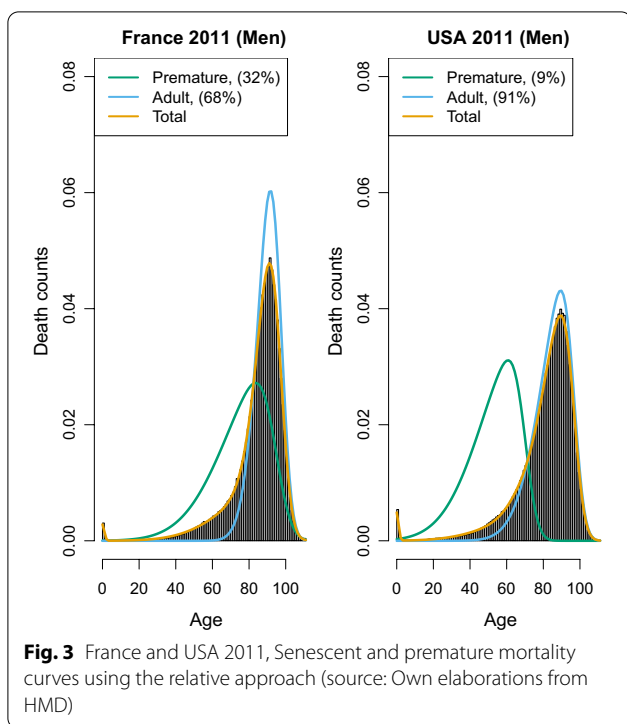 France 2011 (Men)
Premature, (32%)
Adult, (68%)
Total
Death counts
0.08
0.06
0.04
0.02
0.00
0 20 40 60 80 100
Age
USA 2011 (Men)
Premature, (9%)
Adult, (91%)
Total
Death counts
0.08
0.06
0.04
0.02
0.00
0 20 40 60 80 100
Age
Fig. 3 France and USA 2011, Senescent and premature mortality
curves using the relative approach (source: Own elaborations from
HMD)